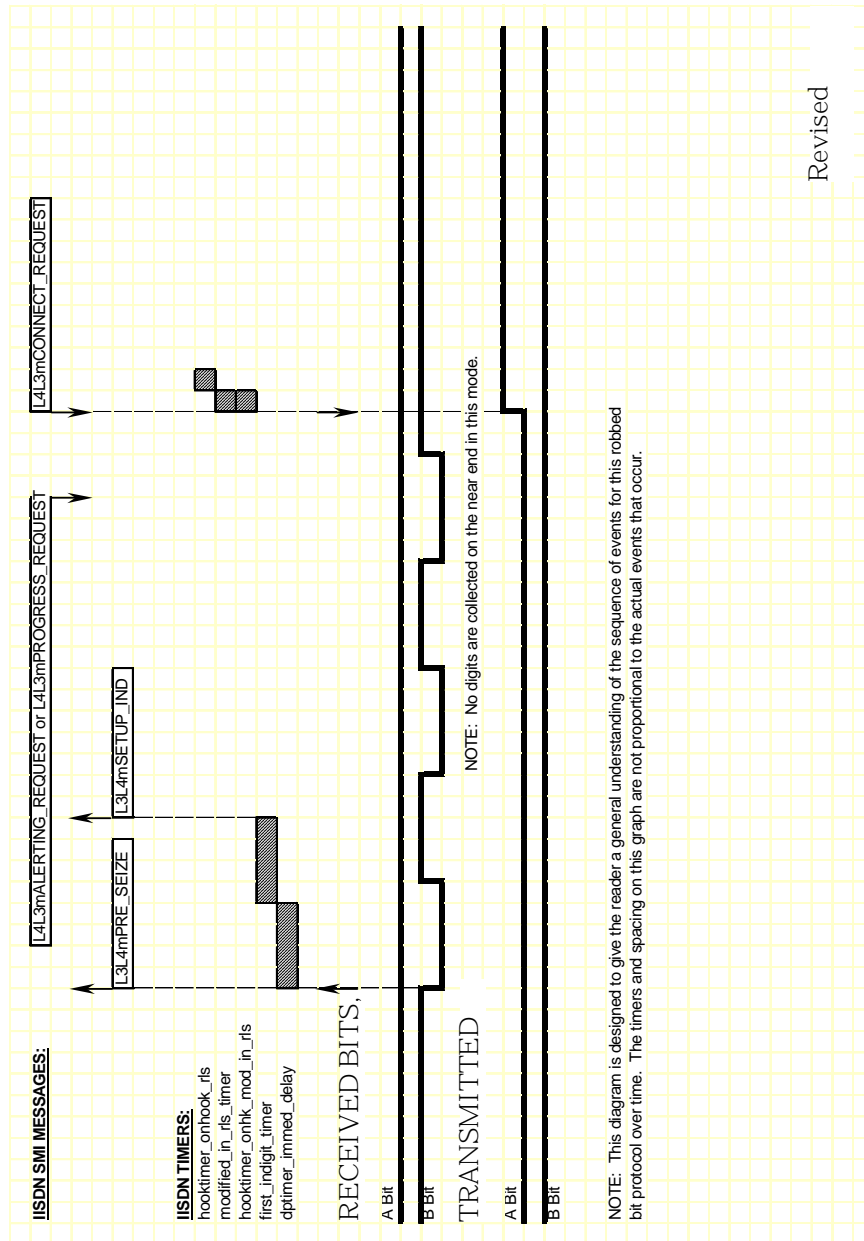 IISDN SMI MESSAGES:
L4L3mALERTING_REQUEST or L4L3mPROGRESS_REQUEST
L4L3mCONNECT_REQUEST
L3L4mPRE_SEIZE
L3L4mSETUP_IND
IISDN TIMERS:
hooktimer_onhook_rls
modified_in_rls_timer
hooktimer_onhk_mod_in_rls
first_indigit_timer
dptimer_immed_delay
RECEIVED BITS,
A Bit
B Bit
TRANSMITTED
NOTE: No digits are collected on the near end in this mode.
A Bit
B Bit
NOTE: This diagram is designed to give the reader a general understanding of the sequence of events for this robbed
bit protocol over time. The timers and spacing on this graph are not proportional to the actual events that occur.
Revised